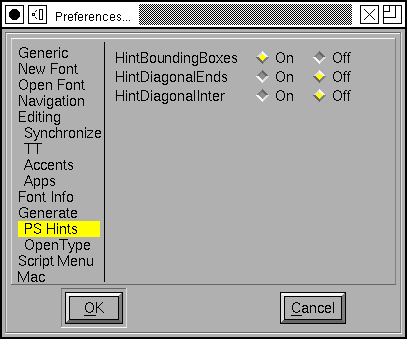 Preferences...
Generic
New Font
Open Font
Navigation
Editing
Synchronize
TT
Accents
Apps
Font Info
Generate
PS Hints
OpenType
Script Menu
Mac
HintBoundingBoxes On Off
HintDiagonalEnds On Off
HintDiagonalInter On Off
OK Cancel